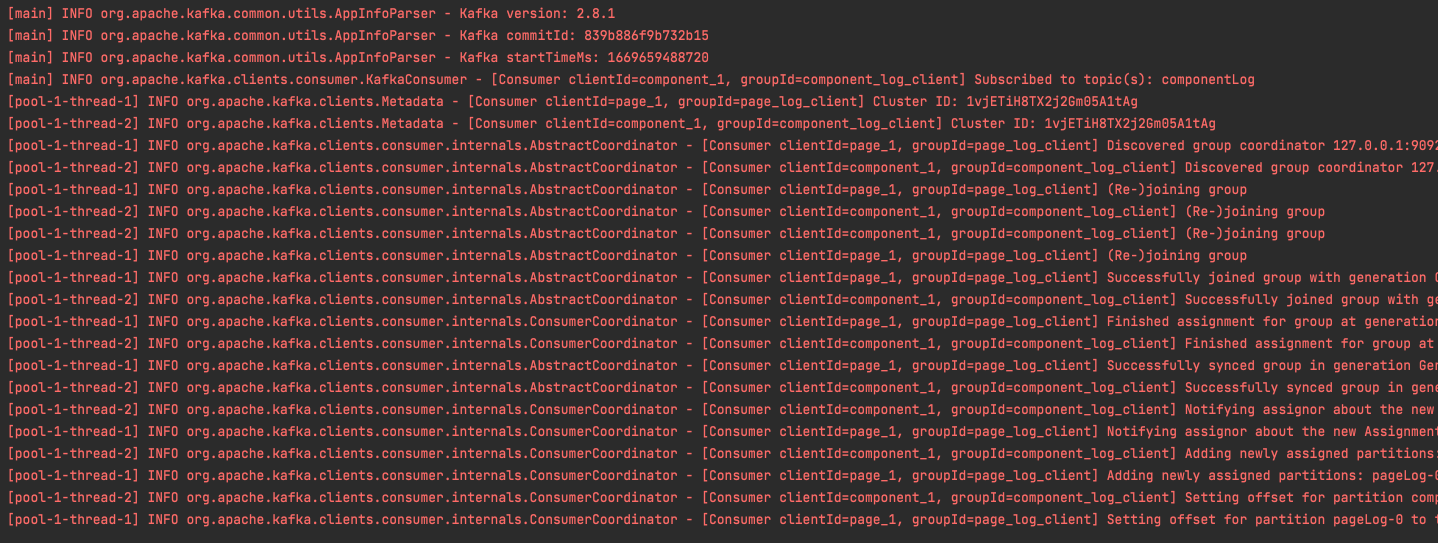 [main] INFO org.apache.kafka.common.utils.AppInfoParser - Kafka version: 2.8.1
[main] INFO org.apache.kafka.common.utils.AppInfoParser - Kafka commitId: 839b886f9b732b15
[main] INFO org.apache.kafka.common.utils.AppInfoParser - Kafka startTimeMs: 1669659488720
[main] INFO org.apache.kafka.clients.consumer.KafkaConsumer - [Consumer clientId=component_1, groupId=component_log_client] Subscribed to topic(s): componentLog
[pool-1-thread-1] INFO org.apache.kafka.clients.Metadata - [Consumer clientId=page_1, groupId=page_log_client] Cluster ID: 1vjETiH8TX2j2Gm05A1tAg
[pool-1-thread-2] INFO org.apache.kafka.clients.Metadata - [Consumer clientId=component_1, groupId=component_log_client] Cluster ID: 1vjETiH8TX2j2Gm05A1tAg
[pool-1-thread-1] INFO org.apache.kafka.clients.consumer.internals.AbstractCoordinator - [Consumer clientId=page_1, groupId=page_log_client] Discovered group coordinator 127.0.0.1:9092
[pool-1-thread-2] INFO org.apache.kafka.clients.consumer.internals.AbstractCoordinator - [Consumer clientId=component_1, groupId=component_log_client] Discovered group coordinator 127.
[pool-1-thread-1] INFO org.apache.kafka.clients.consumer.internals.AbstractCoordinator - [Consumer clientId=page_1, groupId=page_log_client] (Re-)joining group
[pool-1-thread-2] INFO org.apache.kafka.clients.consumer.internals.AbstractCoordinator - [Consumer clientId=component_1, groupId=component_log_client] (Re-)joining group
[pool-1-thread-2] INFO org.apache.kafka.clients.consumer.internals.AbstractCoordinator - [Consumer clientId=component_1, groupId=component_log_client] (Re-)joining group
[pool-1-thread-1] INFO org.apache.kafka.clients.consumer.internals.AbstractCoordinator - [Consumer clientId=page_1, groupId=page_log_client] (Re-)joining group
[pool-1-thread-1] INFO org.apache.kafka.clients.consumer.internals.AbstractCoordinator - [Consumer clientId=page_1, groupId=page_log_client] Successfully joined group with generation
[pool-1-thread-2] INFO org.apache.kafka.clients.consumer.internals.AbstractCoordinator - [Consumer clientId=component_1, groupId=component_log_client] Successfully joined group with ge
[pool-1-thread-1] INFO org.apache.kafka.clients.consumer.internals.ConsumerCoordinator - [Consumer clientId=page_1, groupId=page_log_client] Finished assignment for group at generation
[pool-1-thread-2] INFO org.apache.kafka.clients.consumer.internals.ConsumerCoordinator - [Consumer clientId=component_1, groupId=component_log_client] Finished assignment for group at
[pool-1-thread-1] INFO org.apache.kafka.clients.consumer.internals.AbstractCoordinator - [Consumer clientId=page_1, groupId=page_log_client] Successfully synced group in generation Gen
[pool-1-thread-2] INFO org.apache.kafka.clients.consumer.internals.AbstractCoordinator - [Consumer clientId=component_1, groupId=component_log_client] Successfully synced group in gene
[pool-1-thread-2] INFO org.apache.kafka.clients.consumer.internals.ConsumerCoordinator - [Consumer clientId=component_1, groupId=component_log_client] Notifying assignor about the new
[pool-1-thread-1] INFO org.apache.kafka.clients.consumer.internals.ConsumerCoordinator - [Consumer clientId=page_1, groupId=page_log_client] Notifying assignor about the new Assignment
[pool-1-thread-2] INFO org.apache.kafka.clients.consumer.internals.ConsumerCoordinator - [Consumer clientId=component_1, groupId=component_log_client] Adding newly assigned partitions:
[pool-1-thread-1] INFO org.apache.kafka.clients.consumer.internals.ConsumerCoordinator - [Consumer clientId=page_1, groupId=page_log_client] Adding newly assigned partitions: pageLog-0
[pool-1-thread-2] INFO org.apache.kafka.clients.consumer.internals.ConsumerCoordinator - [Consumer clientId=component_1, groupId=component_log_client] Setting offset for partition comp
[pool-1-thread-1] INFO org.apache.kafka.clients.consumer.internals.ConsumerCoordinator - [Consumer clientId=page_1, groupId=page_log_client] Setting offset for partition pageLog-0 to t